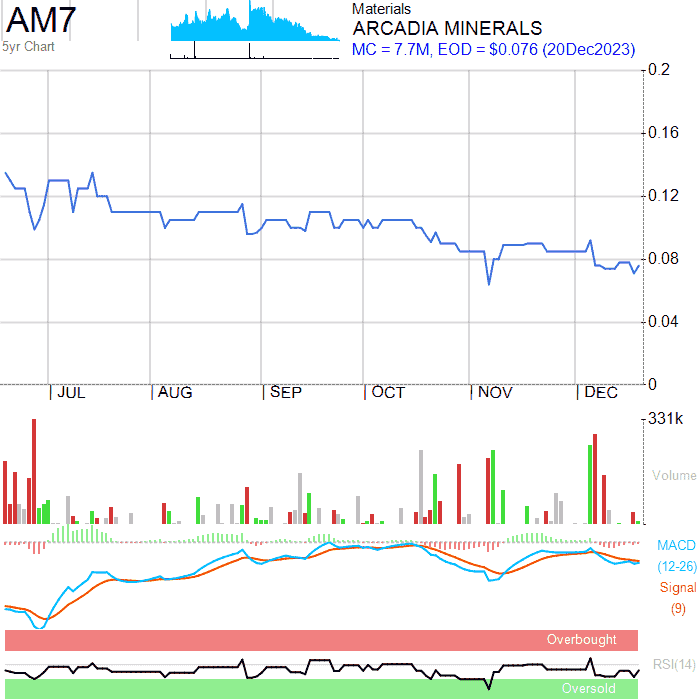 AM7
5yr Chart
Materials
ARCADIA MINERALS
MC = 7.7M, EOD = $0.076 (20Dec2023)
0.2
0.16
0.12
0.08
0.04
0
JUL AUG SEP OCT NOV DEC
331k
Volume
MACD
(12-26)
Signal
(9)
Overbought
RSI(14)
Oversold